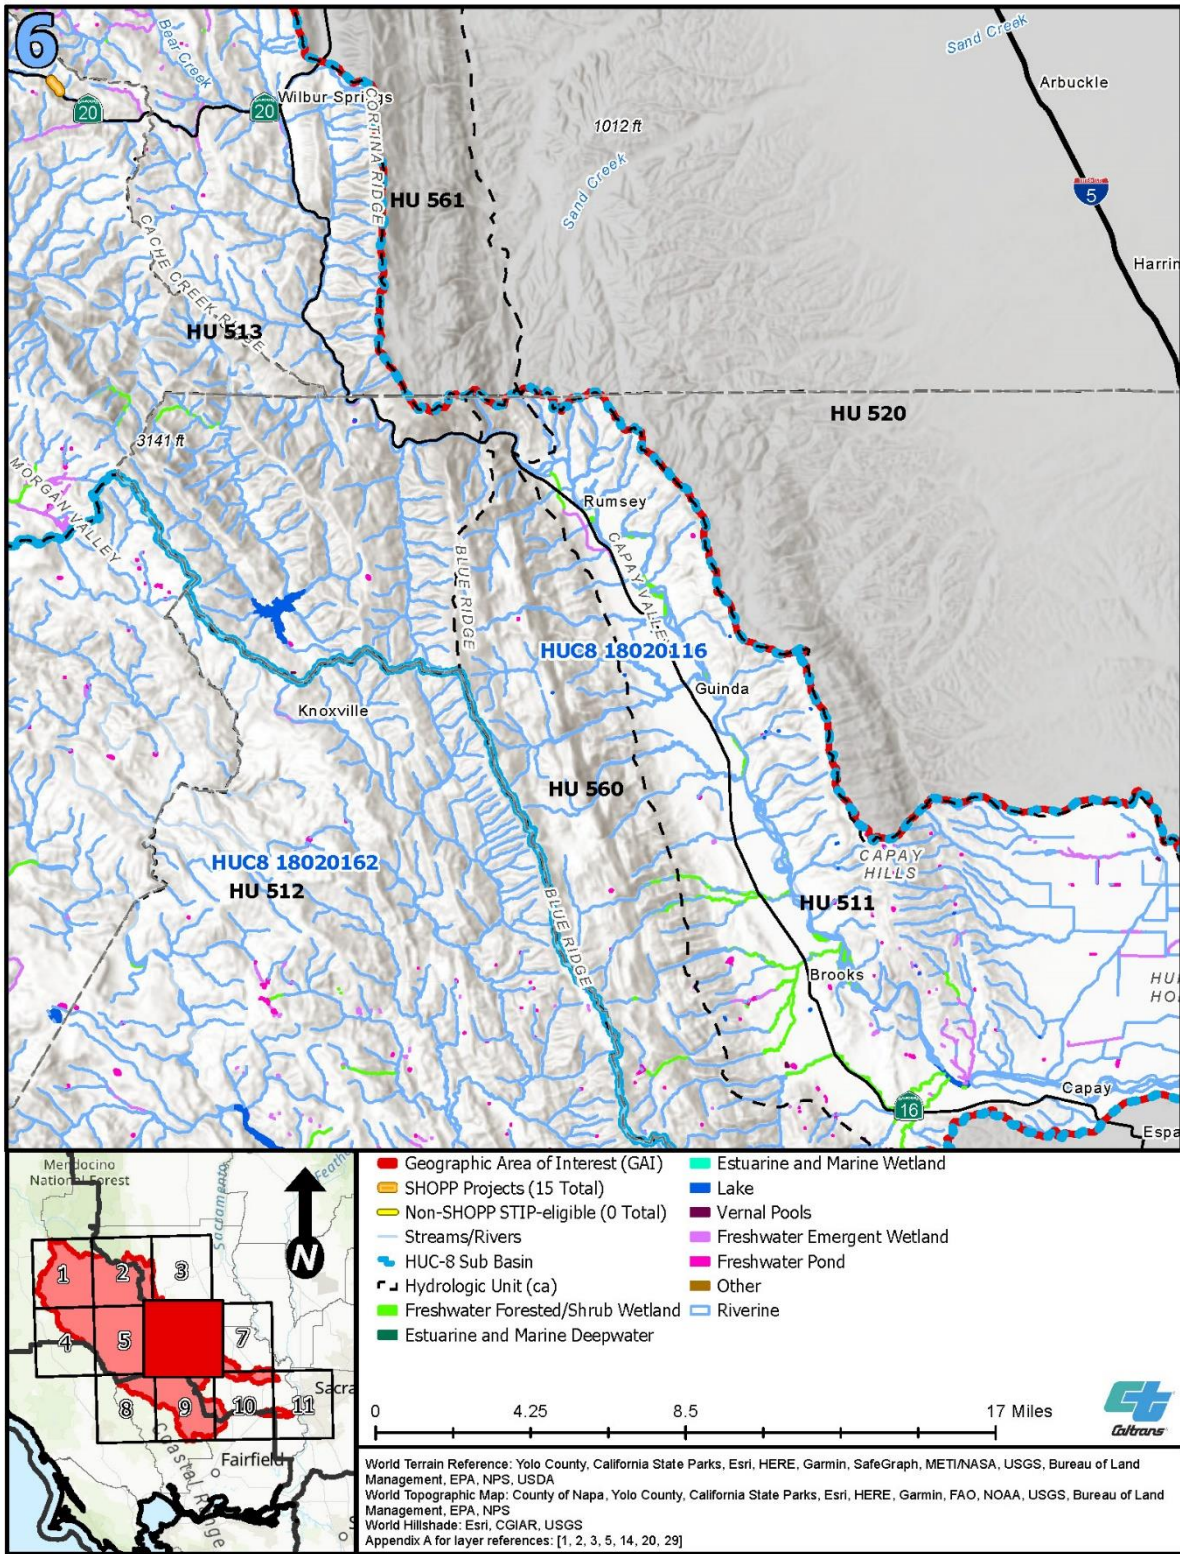 6
Bear Creek
Sand Creek
Arbuckle
20
20
Wilbur Springs
CORTINA RIDGE
1012 ft
Sand Creek
HU 561
5
Harrin
CACHE CREEK RIDGE
HU 513
HU 520
3141 ft
MORGAN VALLEY
Rumsey
CAPAY VALLEY
BLUE RIDGE
HUC8 18020116
Guinda
Knoxville
HU 560
HUC8 18020162
HU 512
CAPAY
HILLS
HU 511
BLUE RIDGE
Brooks
HU
HO
16
Capay
Espa
Mendocino
National Forest
Sacramento
Feath
N
1
2
3
4
5
7
8
9
10
11
Sacra
Coastal Range
Fairfield
S
Geographic Area of Interest (GAI)
SHOPP Projects (15 Total)
Non-SHOPP STIP-eligible (0 Total)
Streams/Rivers
HUC-8 Sub Basin
Hydrologic Unit (ca)
Freshwater Forested/Shrub Wetland
Estuarine and Marine Deepwater
Estuarine and Marine Wetland
Lake
Vernal Pools
Freshwater Emergent Wetland
Freshwater Pond
Other
Riverine
0 4.25 8.5 17 Miles
ct
Caltrans
World Terrain Reference: Yolo County, California State Parks, Esri, HERE, Garmin, SafeGraph, METI/NASA, USGS, Bureau of Land
Management, EPA, NPS, USDA
World Topographic Map: County of Napa, Yolo County, California State Parks, Esri, HERE, Garmin, FAO, NOAA, USGS, Bureau of Land
Management, EPA, NPS
World Hillshade: Esri, CGIAR, USGS
Appendix A for layer references: [1, 2, 3, 5, 14, 20, 29]